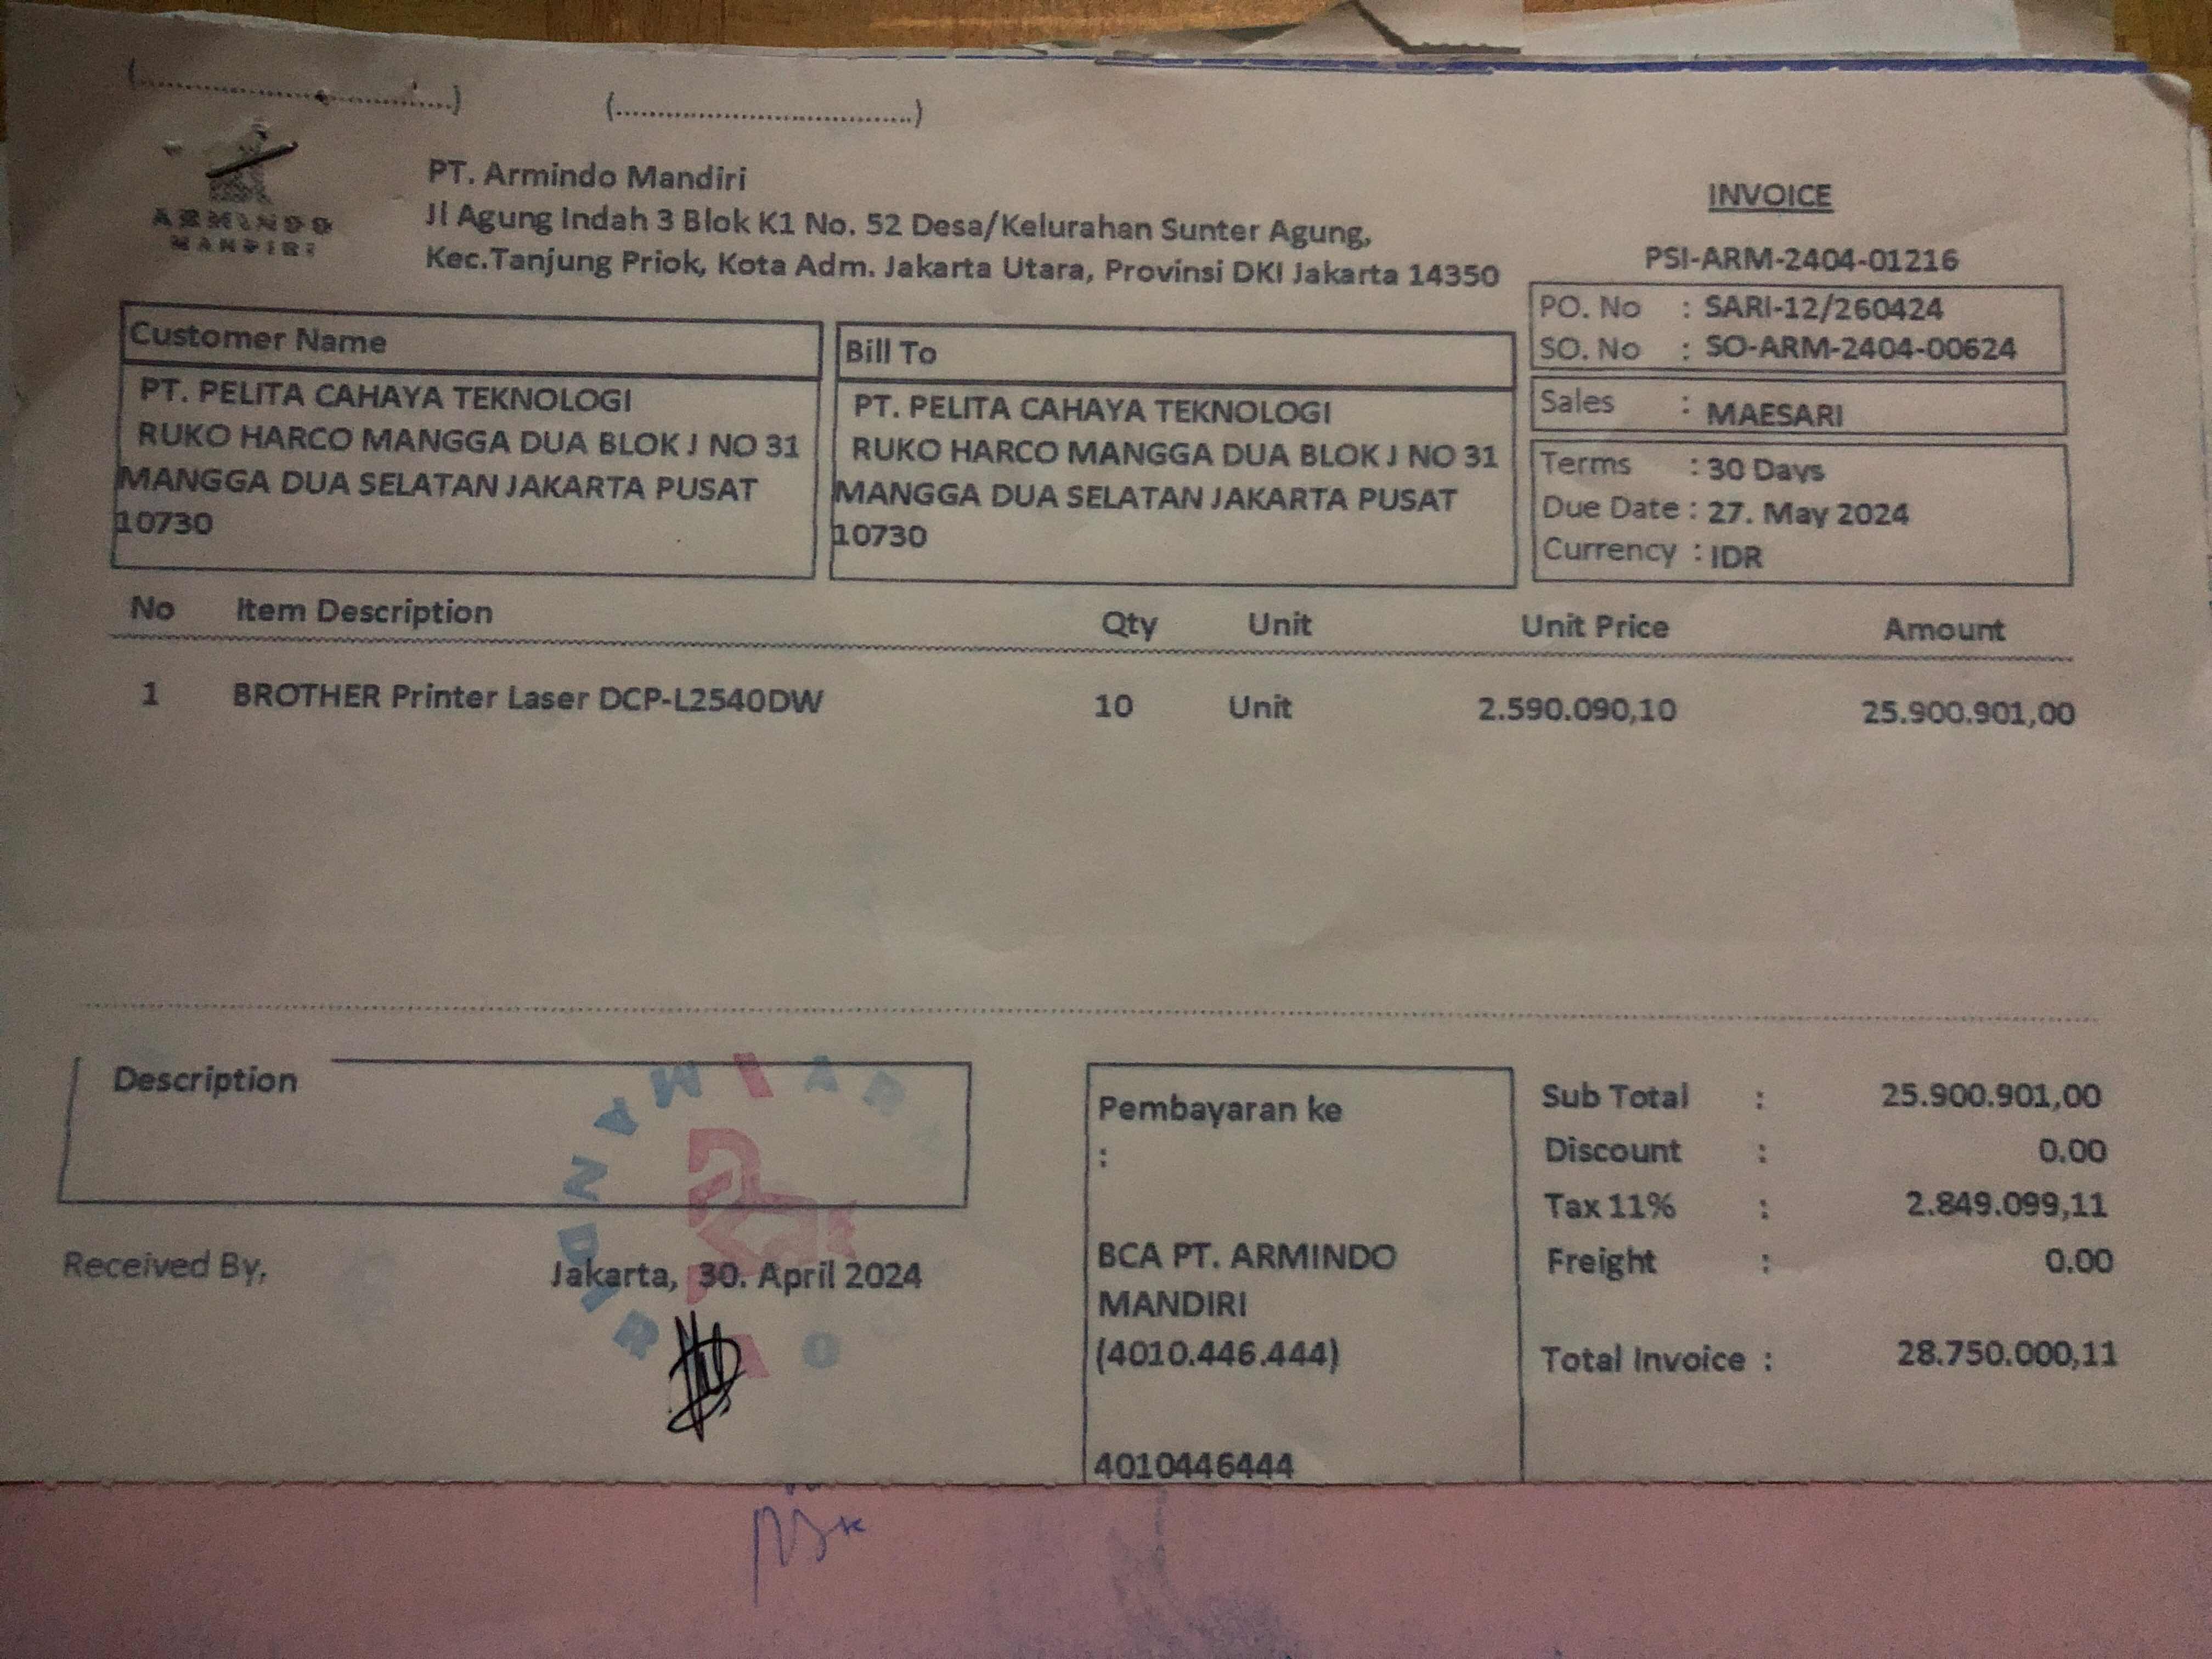 (........................................)
(........................................)
ARMINDO
MANDIRI
PT. Armindo Mandiri
Jl Agung Indah 3 Blok K1 No. 52 Desa/Kelurahan Sunter Agung,
Kec.Tanjung Priok, Kota Adm. Jakarta Utara, Provinsi DKI Jakarta 14350
INVOICE
PSI-ARM-2404-01216
PO. No : SARI-12/260424
SO. No : SO-ARM-2404-00624
Sales : MAESARI
Terms : 30 Days
Due Date : 27. May 2024
Currency : IDR
Customer Name
PT. PELITA CAHAYA TEKNOLOGI
RUKO HARCO MANGGA DUA BLOK J NO 31
MANGGA DUA SELATAN JAKARTA PUSAT
10730
Bill To
PT. PELITA CAHAYA TEKNOLOGI
RUKO HARCO MANGGA DUA BLOK J NO 31
MANGGA DUA SELATAN JAKARTA PUSAT
10730
No Item Description Qty Unit Unit Price Amount
1 BROTHER Printer Laser DCP-L2540DW 10 Unit 2.590.090,10 25.900.901,00
Description
Received By,
Jakarta, 30. April 2024
Pembayaran ke
:
BCA PT. ARMINDO
MANDIRI
(4010.446.444)
4010446444
Sub Total : 25.900.901,00
Discount : 0.00
Tax 11% : 2.849.099,11
Freight : 0.00
Total Invoice : 28.750.000,11